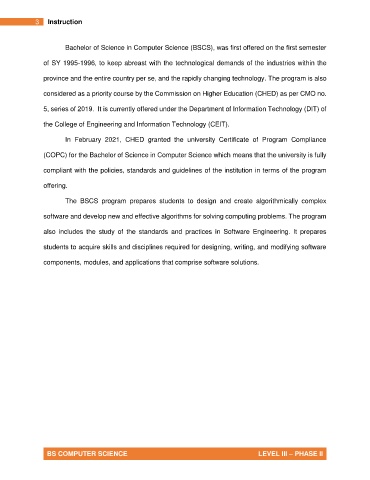 3 Instruction
Bachelor of Science in Computer Science (BSCS), was first offered on the first semester
of SY 1995-1996, to keep abreast with the technological demands of the industries within the
province and the entire country per se, and the rapidly changing technology. The program is also
considered as a priority course by the Commission on Higher Education (CHED) as per CMO no.
5, series of 2019. It is currently offered under the Department of Information Technology (DIT) of
the College of Engineering and Information Technology (CEIT).
In February 2021, CHED granted the university Certificate of Program Compliance
(COPC) for the Bachelor of Science in Computer Science which means that the university is fully
compliant with the policies, standards and guidelines of the institution in terms of the program
offering.
The BSCS program prepares students to design and create algorithmically complex
software and develop new and effective algorithms for solving computing problems. The program
also includes the study of the standards and practices in Software Engineering. It prepares
students to acquire skills and disciplines required for designing, writing, and modifying software
components, modules, and applications that comprise software solutions.
BS COMPUTER SCIENCE LEVEL III – PHASE II